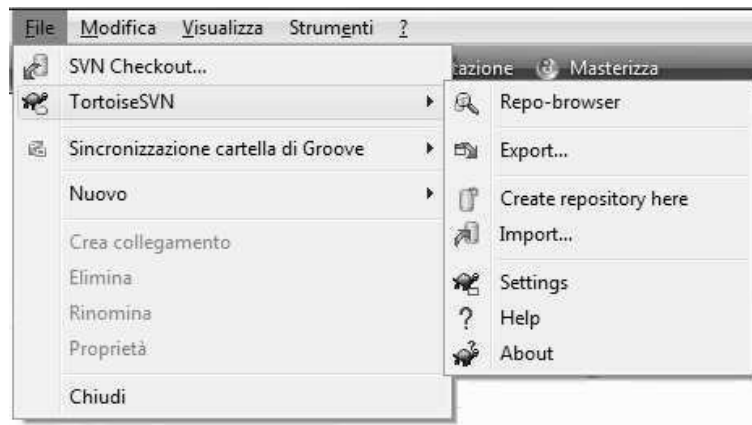 File Modifica Visualizza Strumenti ?
tazione Masterizza
SVN Checkout...
TortoiseSVN
Sincronizzazione cartella di Groove
Nuovo
Crea collegamento
Elimina
Rinomina
Proprietà
Chiudi
Repo-browser
Export...
Create repository here
Import...
Settings
Help
About